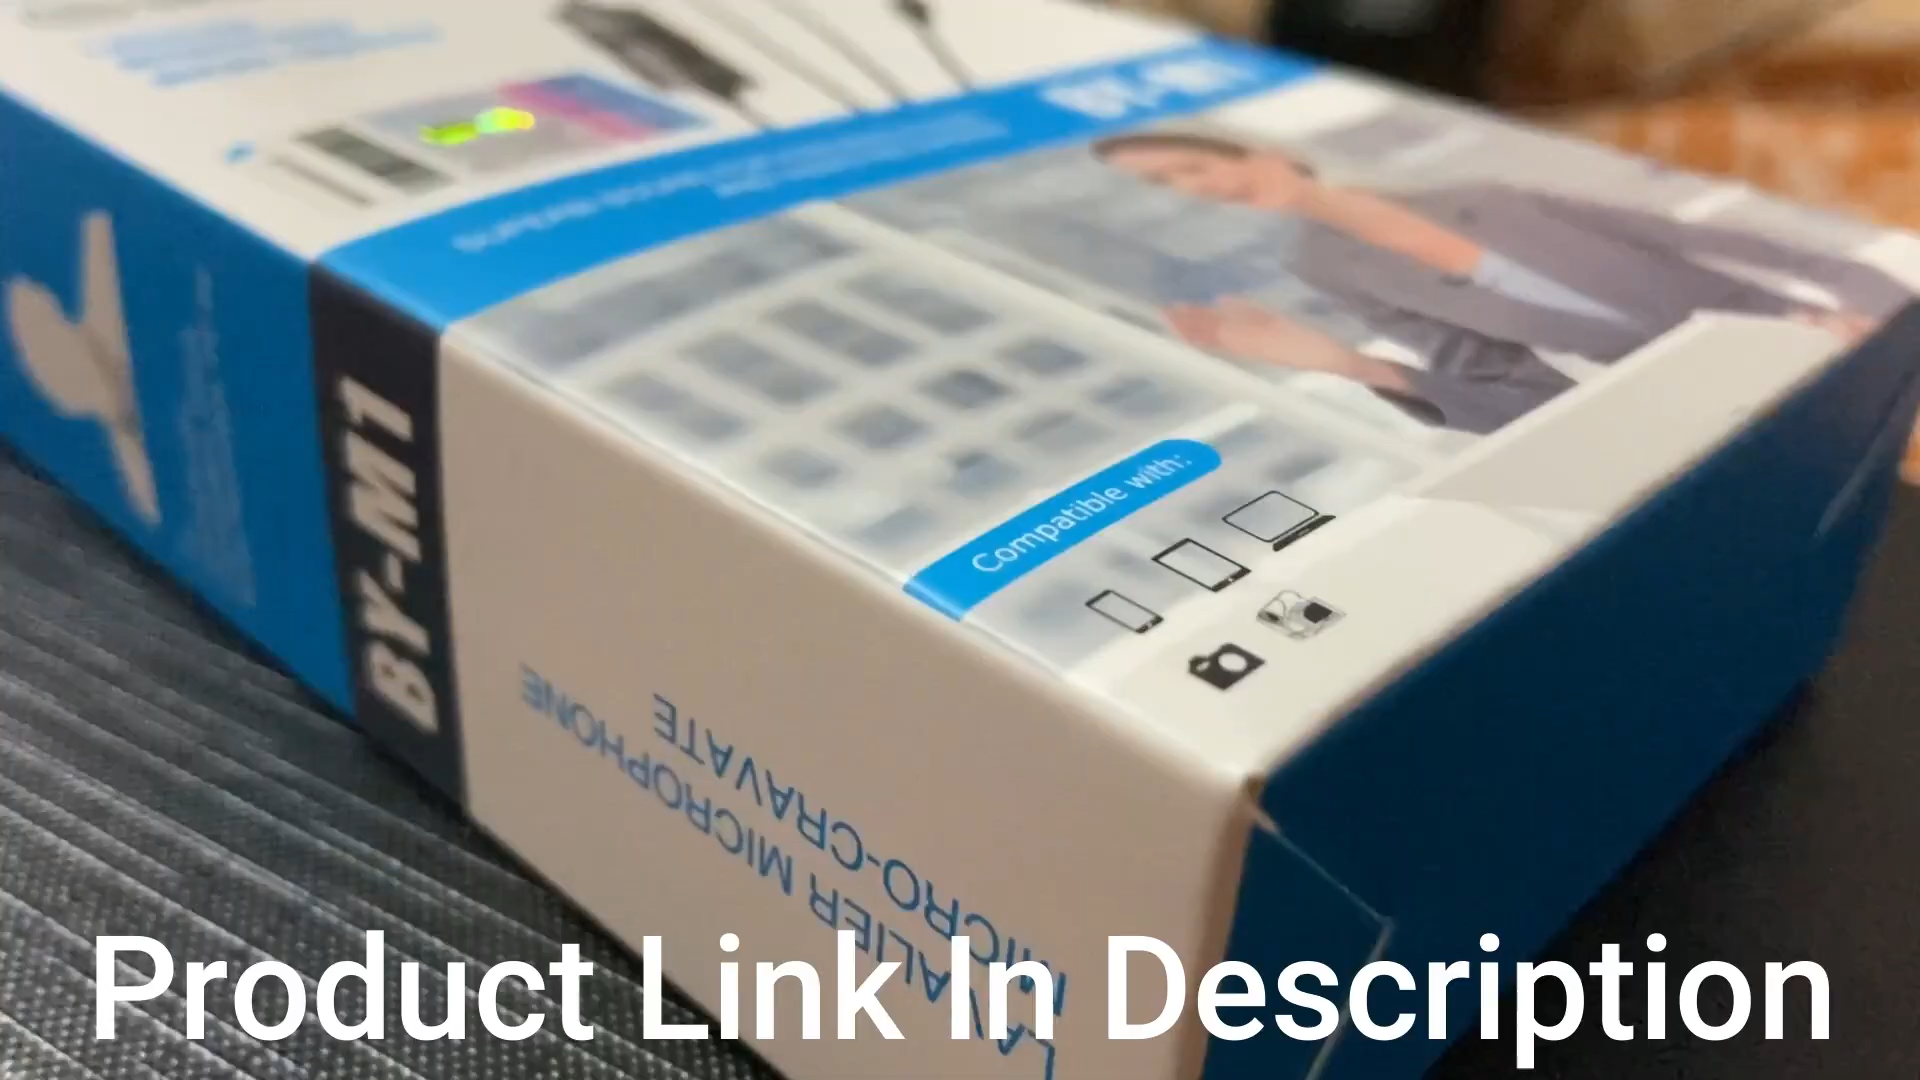 BY-M1
BY-M1
Compatible with:
LAVALIER MICROPHONE
MICRO-CRAVATE
Product Link In Description